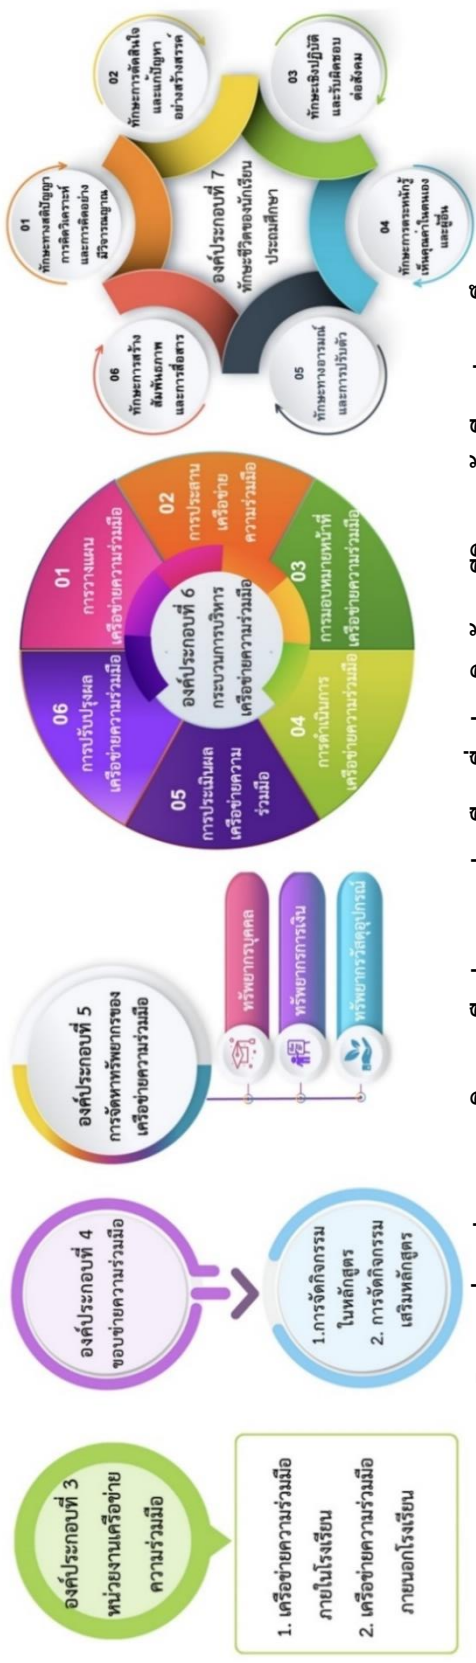 องค์ประกอบที่ 3
หน่วยงานเครือข่าย
ความร่วมมือ
1. เครือข่ายความร่วมมือ
ภายในโรงเรียน
2. เครือข่ายความร่วมมือ
ภายนอกโรงเรียน
องค์ประกอบที่ 4
ขอบข่ายความร่วมมือ
1.การจัดกิจกรรม
ในหลักสูตร
2. การจัดกิจกรรม
เสริมหลักสูตร
องค์ประกอบที่ 5
การจัดหาทรัพยากรของ
เครือข่ายความร่วมมือ
ทรัพยากรบุคคล
ทรัพยากรการเงิน
ทรัพยากรวัสดุอุปกรณ์
องค์ประกอบที่ 6
กระบวนการบริหาร
เครือข่ายความร่วมมือ
01
การวางแผน
เครือข่ายความร่วมมือ
02
การประสาน
เครือข่าย
ความร่วมมือ
03
การมอบหมายหน้าที่
เครือข่ายความร่วมมือ
04
การดำเนินการ
เครือข่ายความร่วมมือ
05
การประเมินผล
เครือข่ายความ
ร่วมมือ
06
การปรับปรุงผล
เครือข่ายความร่วมมือ
องค์ประกอบที่ 7
ทักษะชีวิตของนักเรียน
ประถมศึกษา
01
ทักษะทางสติปัญญา
การคิดวิเคราะห์
และการคิดอย่าง
มีวิจารณญาณ
02
ทักษะการตัดสินใจ
และแก้ปัญหา
อย่างสร้างสรรค์
03
ทักษะเชิงปฏิบัติ
และรับผิดชอบ
ต่อสังคม
04
ทักษะการตระหนักรู้
เห็นคุณค่าในตนเอง
และผู้อื่น
05
ทักษะทางอารมณ์
และการปรับตัว
06
ทักษะการสร้าง
สัมพันธภาพ
และการสื่อสาร